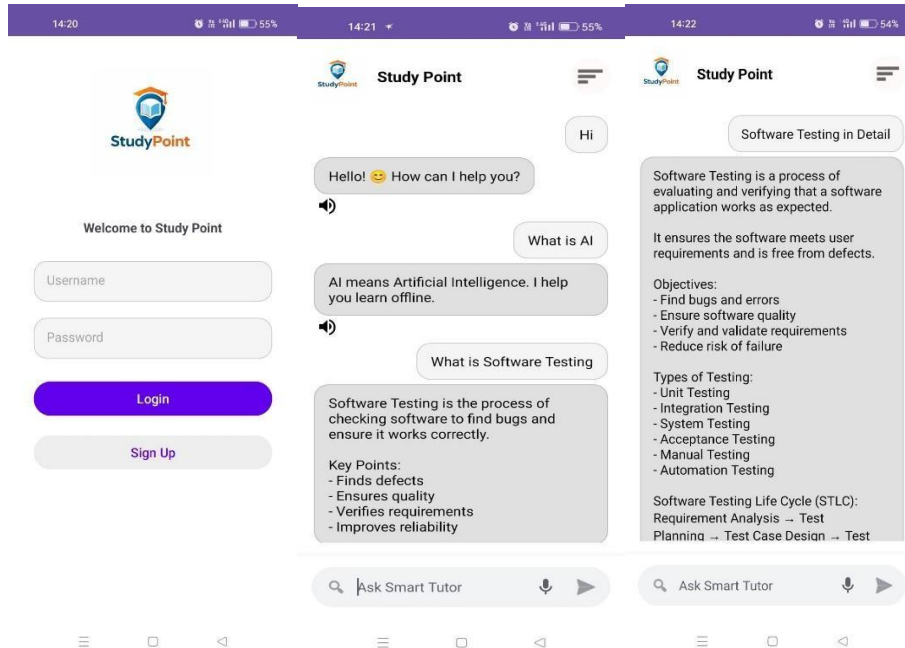 14:20
55%
StudyPoint
Welcome to Study Point
Username
Password
Login
Sign Up
14:21
55%
StudyPoint
Study Point
Hi
Hello! 😊 How can I help you?
What is AI
AI means Artificial Intelligence. I help
you learn offline.
What is Software Testing
Software Testing is the process of
checking software to find bugs and
ensure it works correctly.
Key Points:
- Finds defects
- Ensures quality
- Verifies requirements
- Improves reliability
Ask Smart Tutor
14:22
54%
StudyPoint
Study Point
Software Testing in Detail
Software Testing is a process of
evaluating and verifying that a software
application works as expected.
It ensures the software meets user
requirements and is free from defects.
Objectives:
- Find bugs and errors
- Ensure software quality
- Verify and validate requirements
- Reduce risk of failure
Types of Testing:
- Unit Testing
- Integration Testing
- System Testing
- Acceptance Testing
- Manual Testing
- Automation Testing
Software Testing Life Cycle (STLC):
Requirement Analysis → Test
Planning → Test Case Design → Test
Ask Smart Tutor